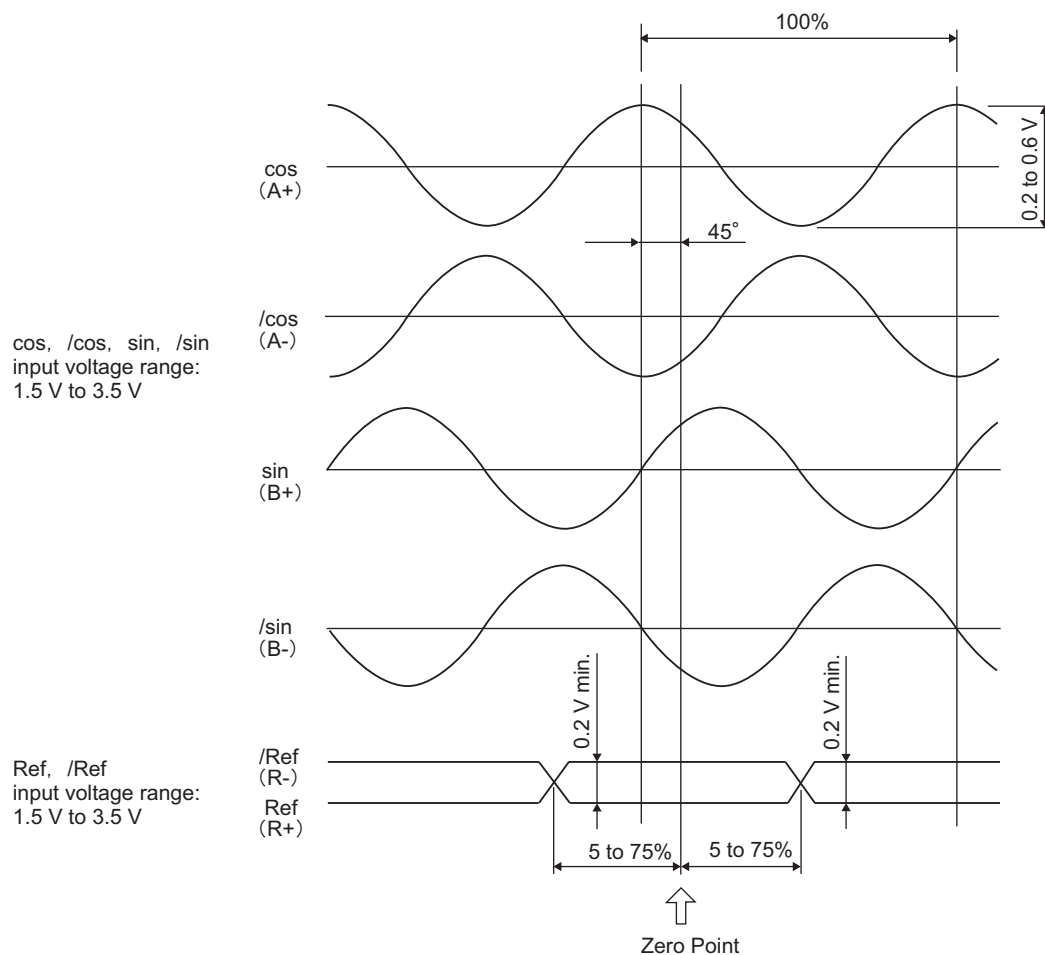 100%
cos
（A+）
0.2 to 0.6 V
45°
/cos
（A-）
cos, /cos, sin, /sin
input voltage range:
1.5 V to 3.5 V
sin
（B+）
/sin
（B-）
0.2 V min.
0.2 V min.
Ref, /Ref
input voltage range:
1.5 V to 3.5 V
/Ref
（R-）
Ref
（R+）
5 to 75%
5 to 75%
Zero Point